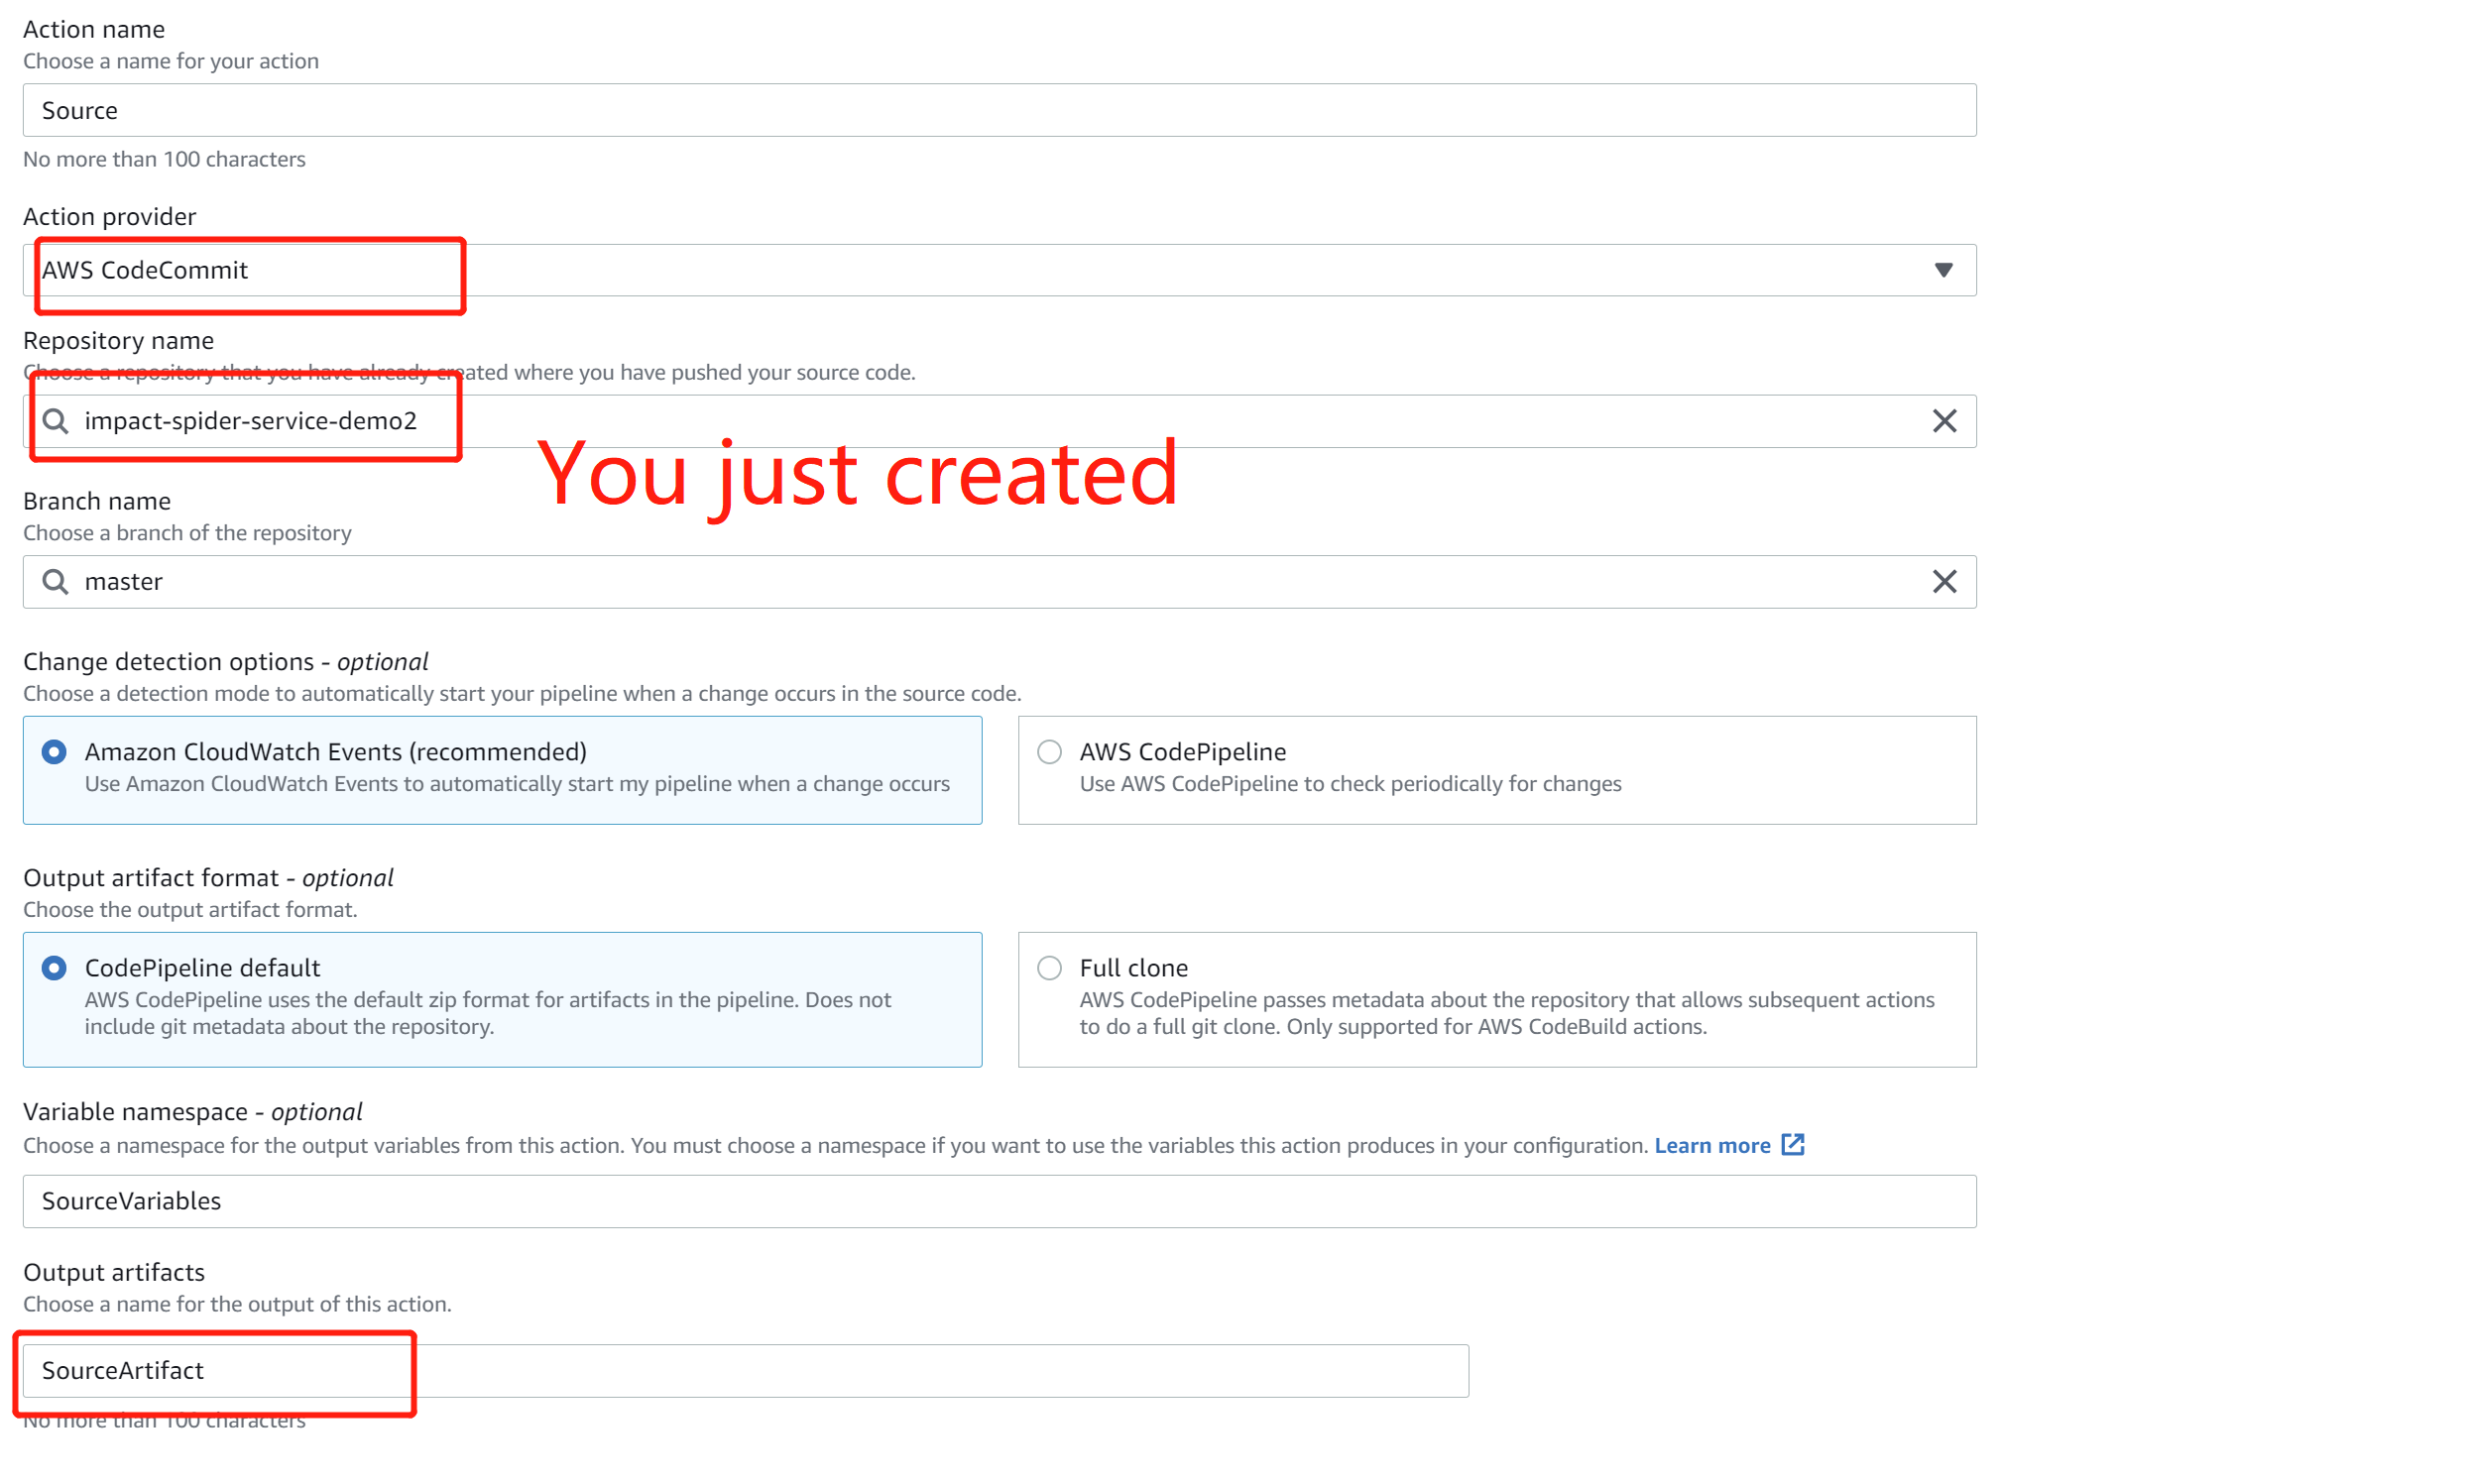 Action name
Choose a name for your action
Source
No more than 100 characters
Action provider
AWS CodeCommit
Repository name
Choose a repository that you have already created where you have pushed your source code.
impact-spider-service-demo2
You just created
Branch name
Choose a branch of the repository
master
Change detection options - optional
Choose a detection mode to automatically start your pipeline when a change occurs in the source code.
Amazon CloudWatch Events (recommended)
Use Amazon CloudWatch Events to automatically start my pipeline when a change occurs
AWS CodePipeline
Use AWS CodePipeline to check periodically for changes
Output artifact format - optional
Choose the output artifact format.
CodePipeline default
AWS CodePipeline uses the default zip format for artifacts in the pipeline. Does not
include git metadata about the repository.
Full clone
AWS CodePipeline passes metadata about the repository that allows subsequent actions
to do a full git clone. Only supported for AWS CodeBuild actions.
Variable namespace - optional
Choose a namespace for the output variables from this action. You must choose a namespace if you want to use the variables this action produces in your configuration. Learn more
SourceVariables
Output artifacts
Choose a name for the output of this action.
SourceArtifact
No more than 100 characters